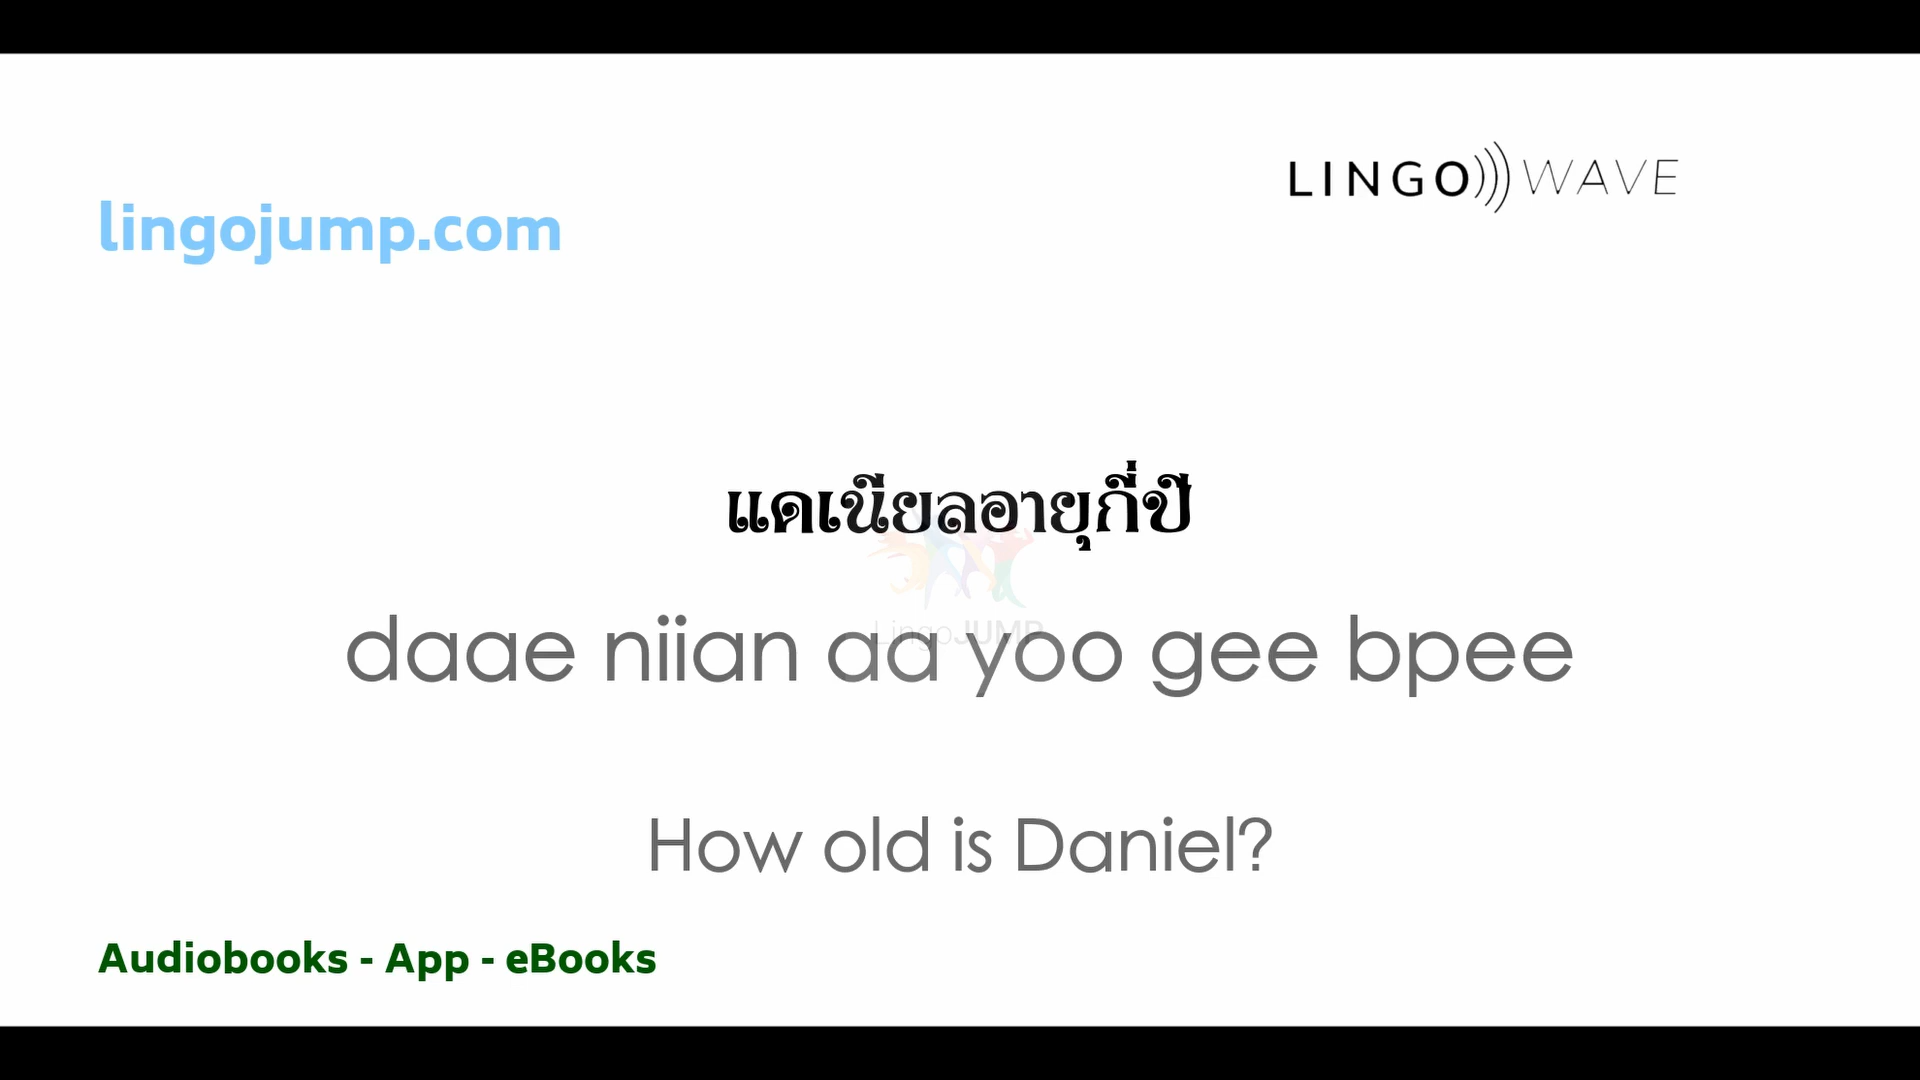 LINGO WAVE
lingojump.com
แดเนียลอายุกี่ปี
LingoJUMP
daae niian aa yoo gee bpee
How old is Daniel?
Audiobooks - App - eBooks